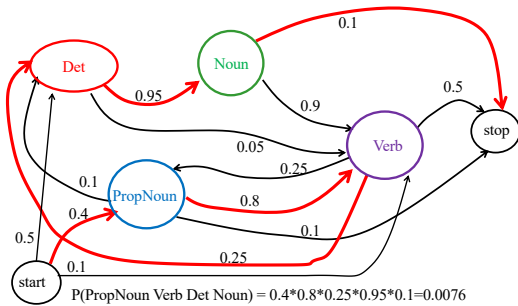 0.1
Det
Noun
0.95
0.5
0.9
stop
0.05
Verb
0.25
0.1
PropNoun
0.8
0.4
0.1
0.5
0.25
0.1
start
P(PropNoun Verb Det Noun) = 0.4*0.8*0.25*0.95*0.1=0.0076